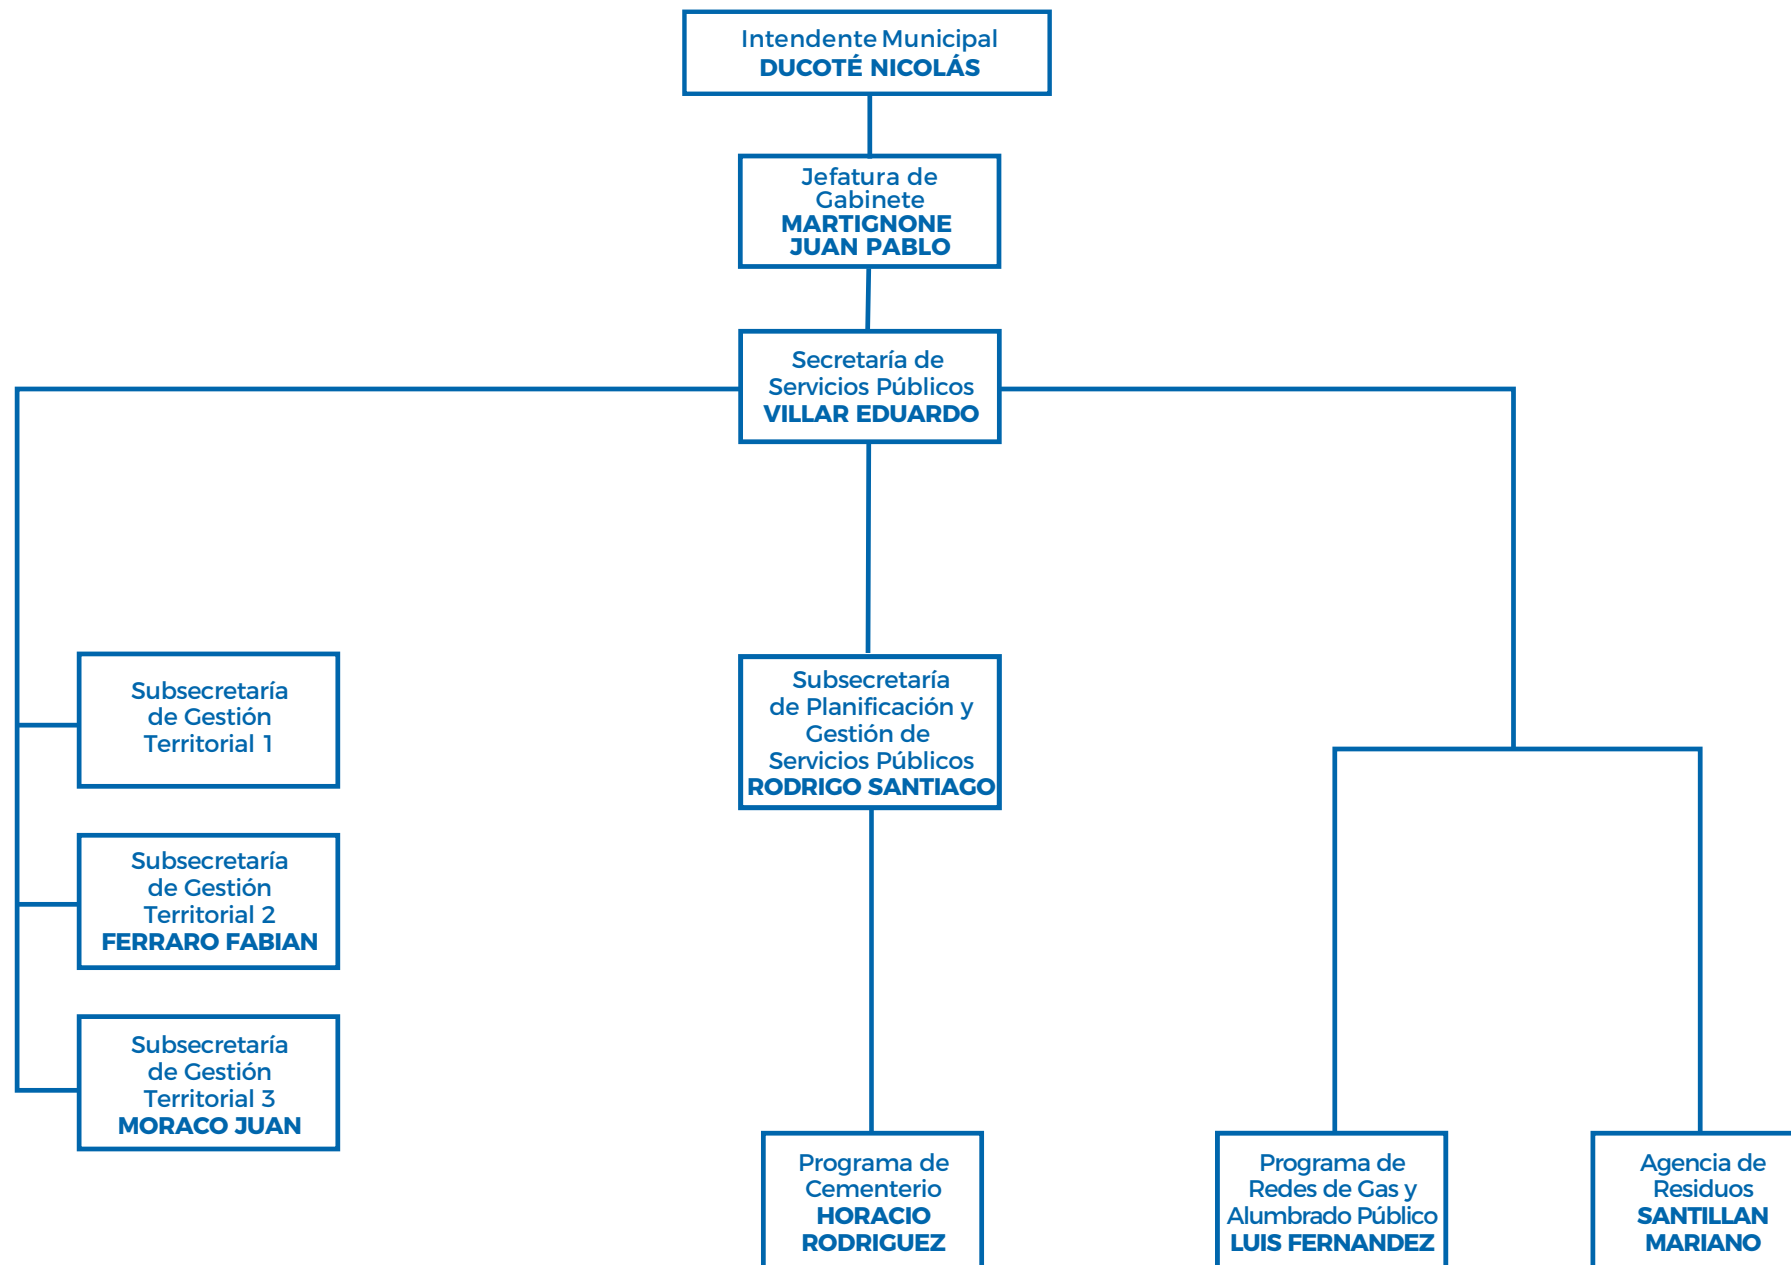 Intendente Municipal
DUCOTÉ NICOLÁS
Jefatura de
Gabinete
MARTIGNONE
JUAN PABLO
Secretaría de
Servicios Públicos
VILLAR EDUARDO
Subsecretaría
de Gestión
Territorial 1
Subsecretaría
de Gestión
Territorial 2
FERRARO FABIAN
Subsecretaría
de Gestión
Territorial 3
MORACO JUAN
Subsecretaría
de Planificación y
Gestión de
Servicios Públicos
RODRIGO SANTIAGO
Programa de
Cementerio
HORACIO
RODRIGUEZ
Programa de
Redes de Gas y
Alumbrado Público
LUIS FERNANDEZ
Agencia de
Residuos
SANTILLAN
MARIANO